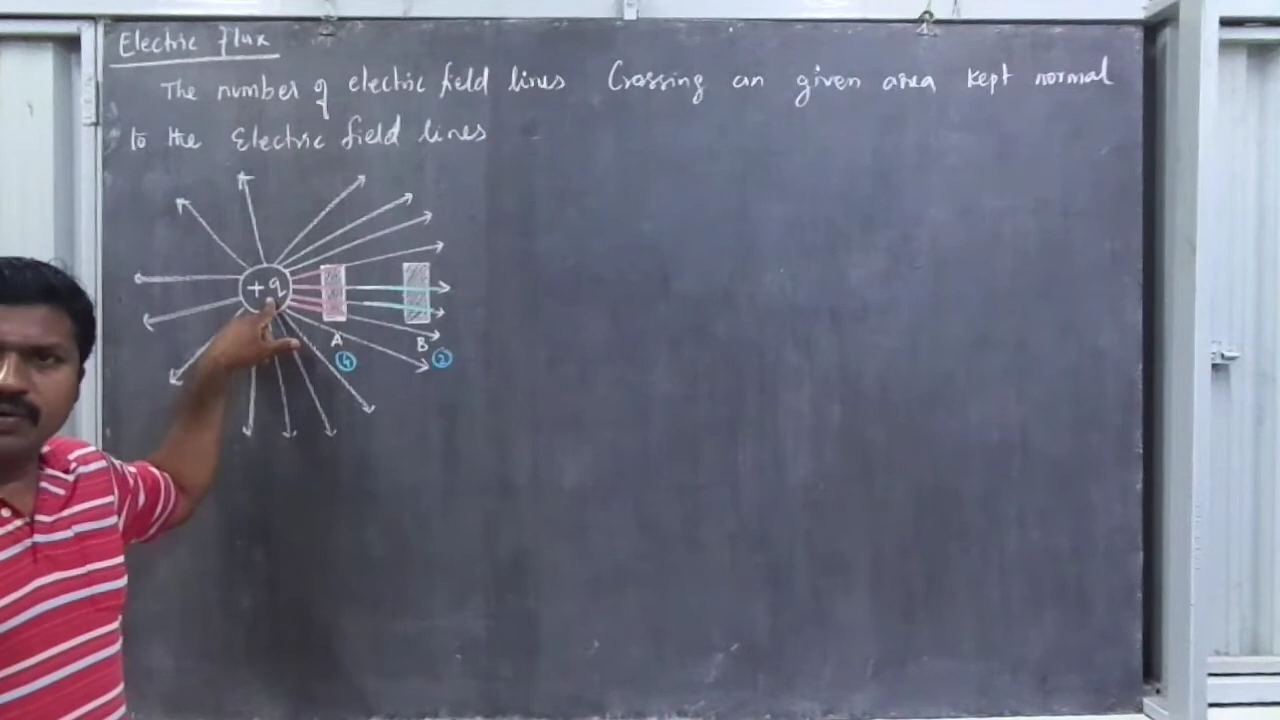 Electric flux
The number of electric field lines Crossing an given area kept normal
to the Electric field lines
+q
A B
4 2